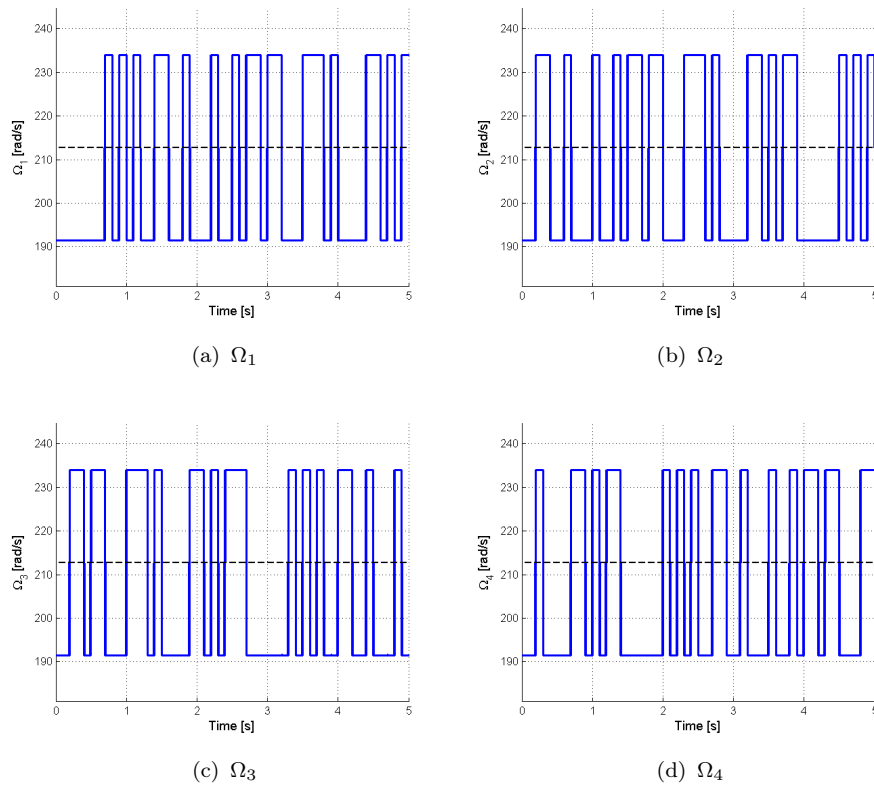 240
230
220
210
200
190
Ω1 [rad/s]
0 1 2 3 4 5
Time [s]
(a) Ω1
240
230
220
210
200
190
Ω2 [rad/s]
0 1 2 3 4 5
Time [s]
(b) Ω2
240
230
220
210
200
190
Ω3 [rad/s]
0 1 2 3 4 5
Time [s]
(c) Ω3
240
230
220
210
200
190
Ω4 [rad/s]
0 1 2 3 4 5
Time [s]
(d) Ω4